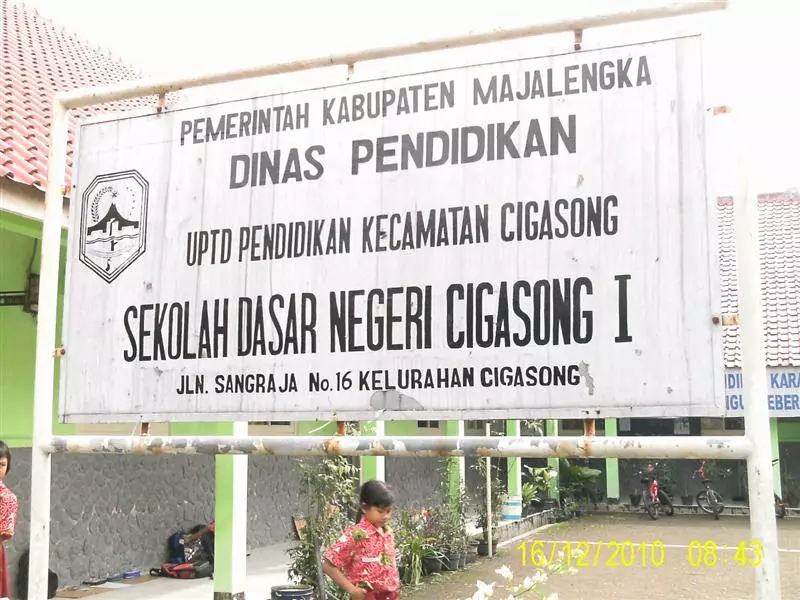 PEMERINTAH KABUPATEN MAJALENGKA
DINAS PENDIDIKAN
UPTD PENDIDIKAN KECAMATAN CIGASONG
SEKOLAH DASAR NEGERI CIGASONG I
JLN. SANGRAJA No.16 KELURAHAN CIGASONG
16/12/2010 08:43